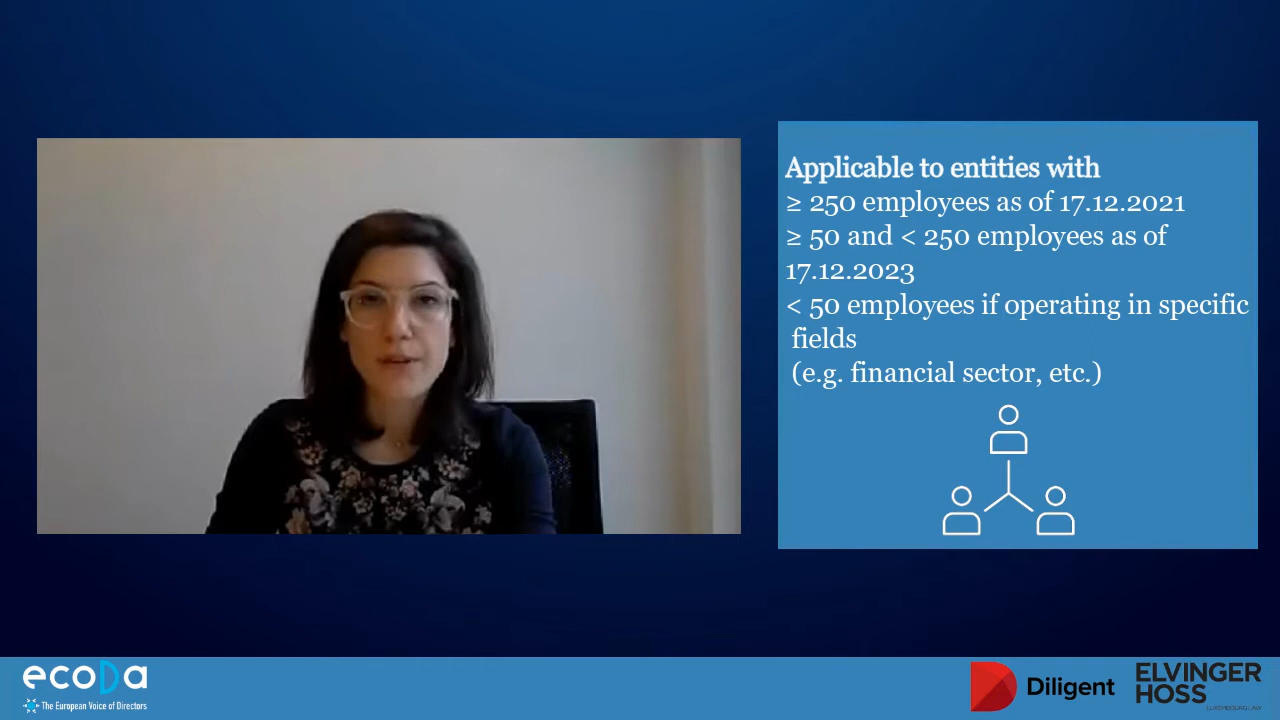 Applicable to entities with
≥ 250 employees as of 17.12.2021
≥ 50 and < 250 employees as of
17.12.2023
< 50 employees if operating in specific
fields
(e.g. financial sector, etc.)
ecoDa
The European Voice of Directors
Diligent
ELVINGER
HOSS
LUXEMBOURG LAW